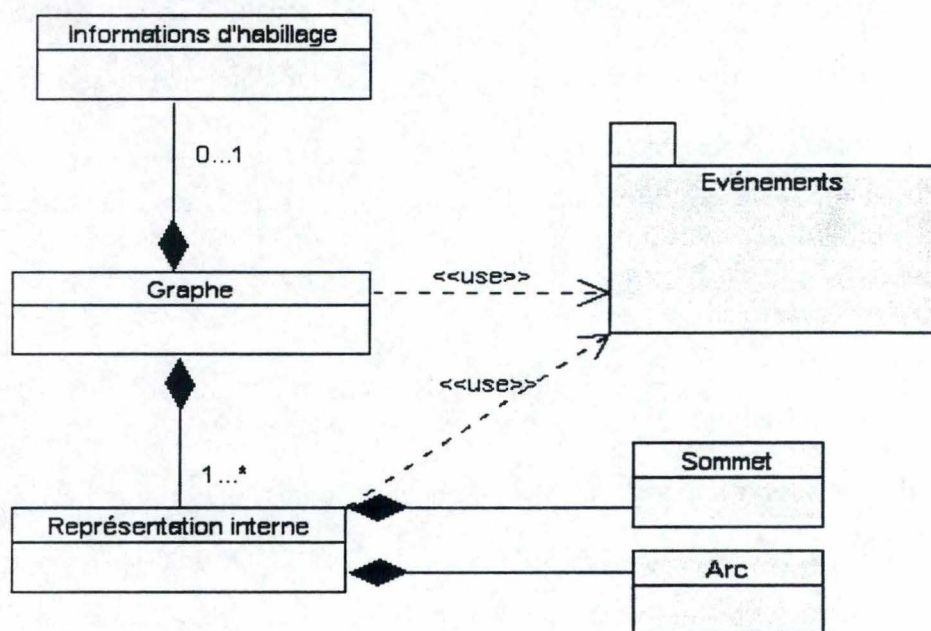 Informations d'habillage
0...1
Evénements
Graphe
<<use>>
<<use>>
1...*
Sommet
Représentation interne
Arc